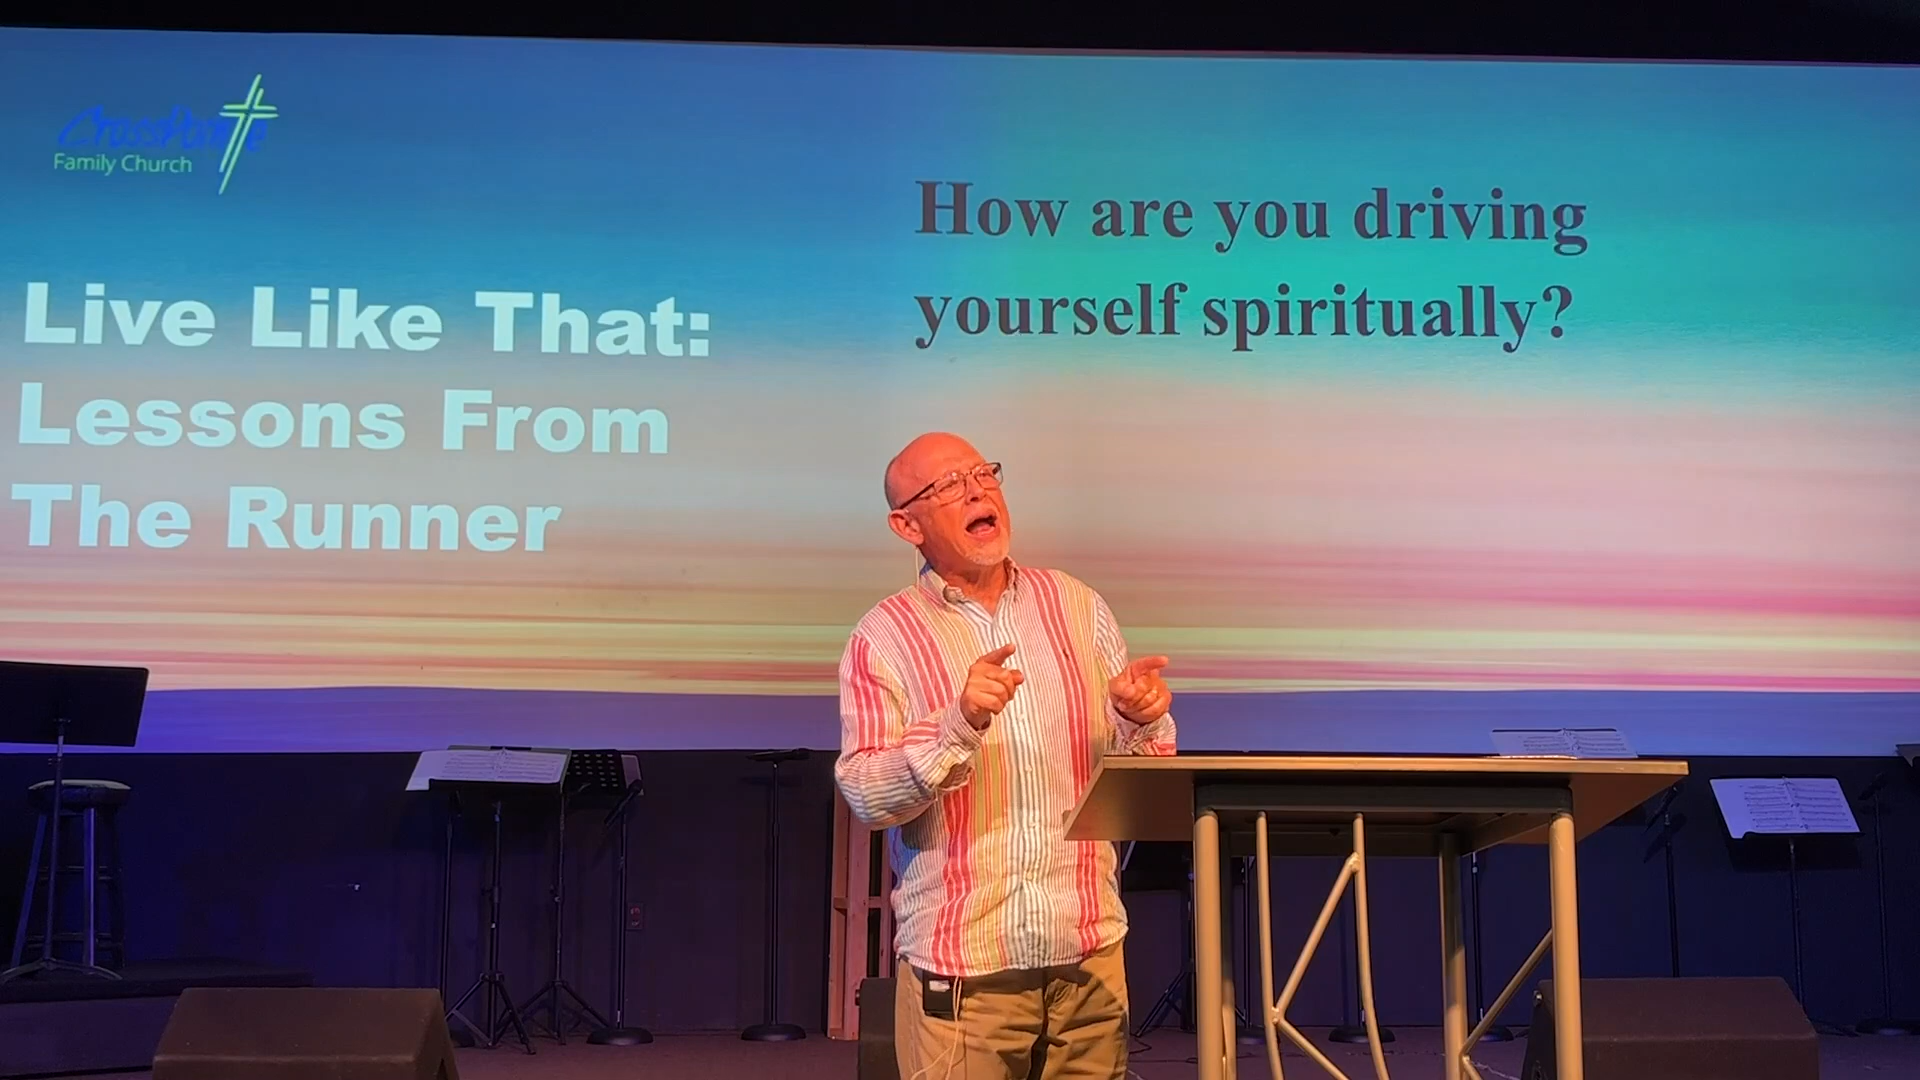 CrossPointe
Family Church
Live Like That:
Lessons From
The Runner
How are you driving
yourself spiritually?